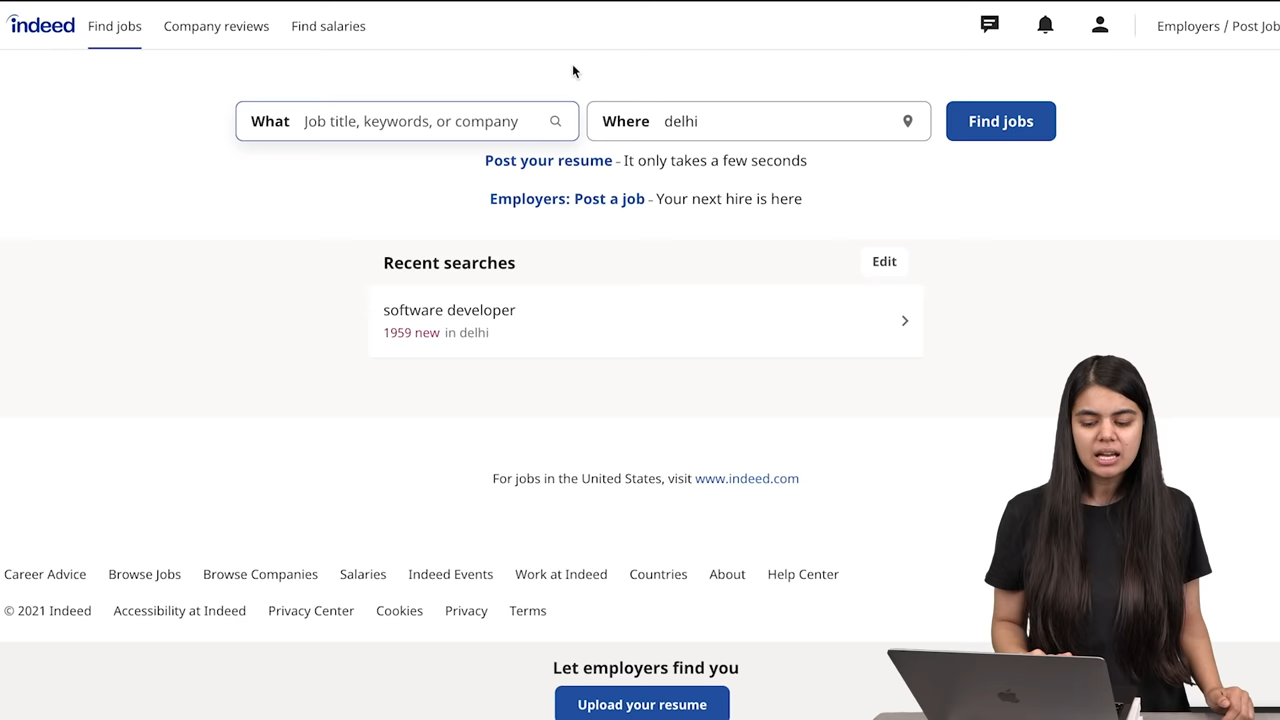 indeed Find jobs Company reviews Find salaries Employers / Post Job
What Job title, keywords, or company Where delhi Find jobs
Post your resume - It only takes a few seconds
Employers: Post a job - Your next hire is here
Recent searches Edit
software developer
1959 new in delhi
For jobs in the United States, visit www.indeed.com
Career Advice Browse Jobs Browse Companies Salaries Indeed Events Work at Indeed Countries About Help Center
© 2021 Indeed Accessibility at Indeed Privacy Center Cookies Privacy Terms
Let employers find you
Upload your resume